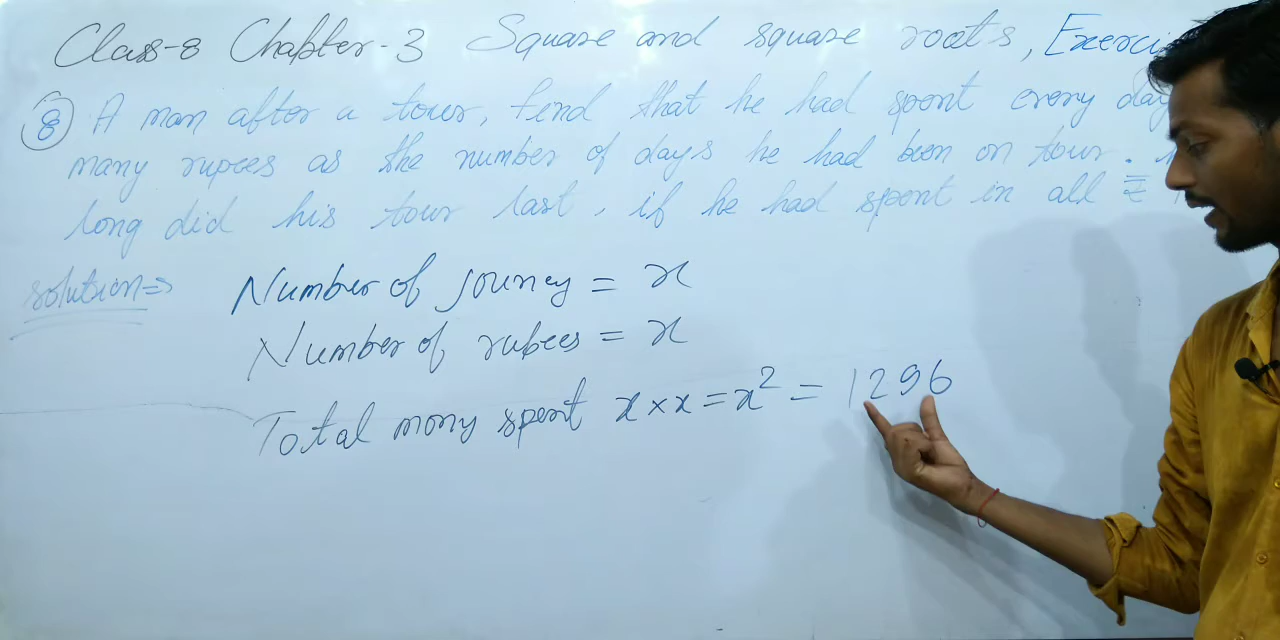 Class-8 Chapter-3 Square and square roots, Exerci
8 A man after a tour, find that he had spent every day
many rupees as the number of days he had been on tour.
long did his tour last, if he had spent in all ₹ 1
solution⇒ Number of journey = x
Number of rupees = x
Total mony spent x×x=x²= 1296